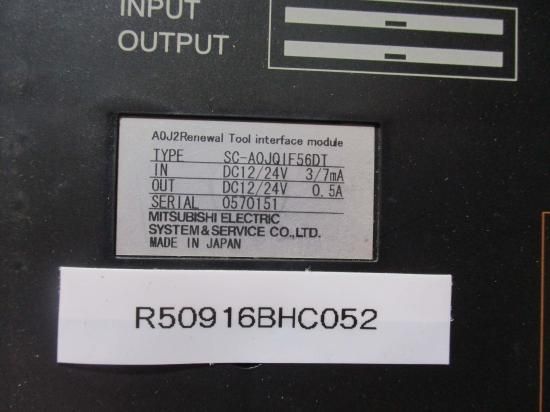 INPUT
OUTPUT
A0J2Renewal Tool interface module
TYPE SC-A0JQIF56DT
IN DC12/24V 3/7mA
OUT DC12/24V 0.5A
SERIAL 0570151
MITSUBISHI ELECTRIC
SYSTEM & SERVICE CO.,LTD.
MADE IN JAPAN
R50916BHC052